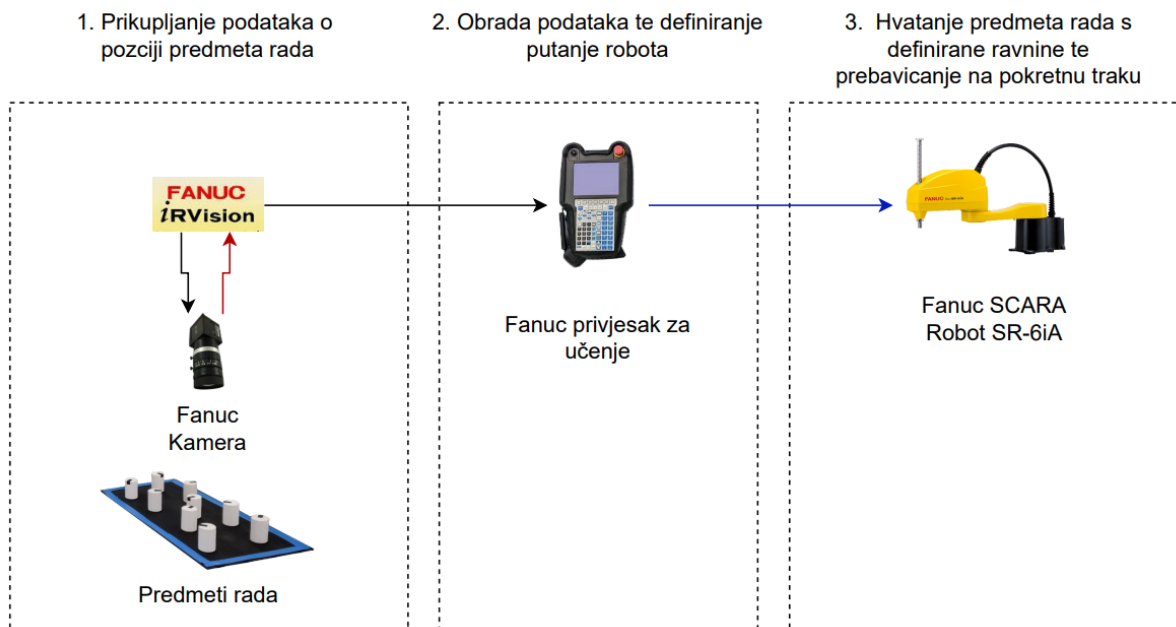 1. Prikupljanje podataka o
pozciji predmeta rada
2. Obrada podataka te definiranje
putanje robota
3. Hvatanje predmeta rada s
definirane ravnine te
prebavicanje na pokretnu traku
FANUC
iRVision
Fanuc
Kamera
Predmeti rada
Fanuc privjesak za
učenje
FANUC
Fanuc SCARA
Robot SR-6iA